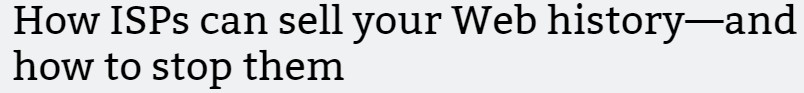 How ISPs can sell your Web history—and
how to stop them